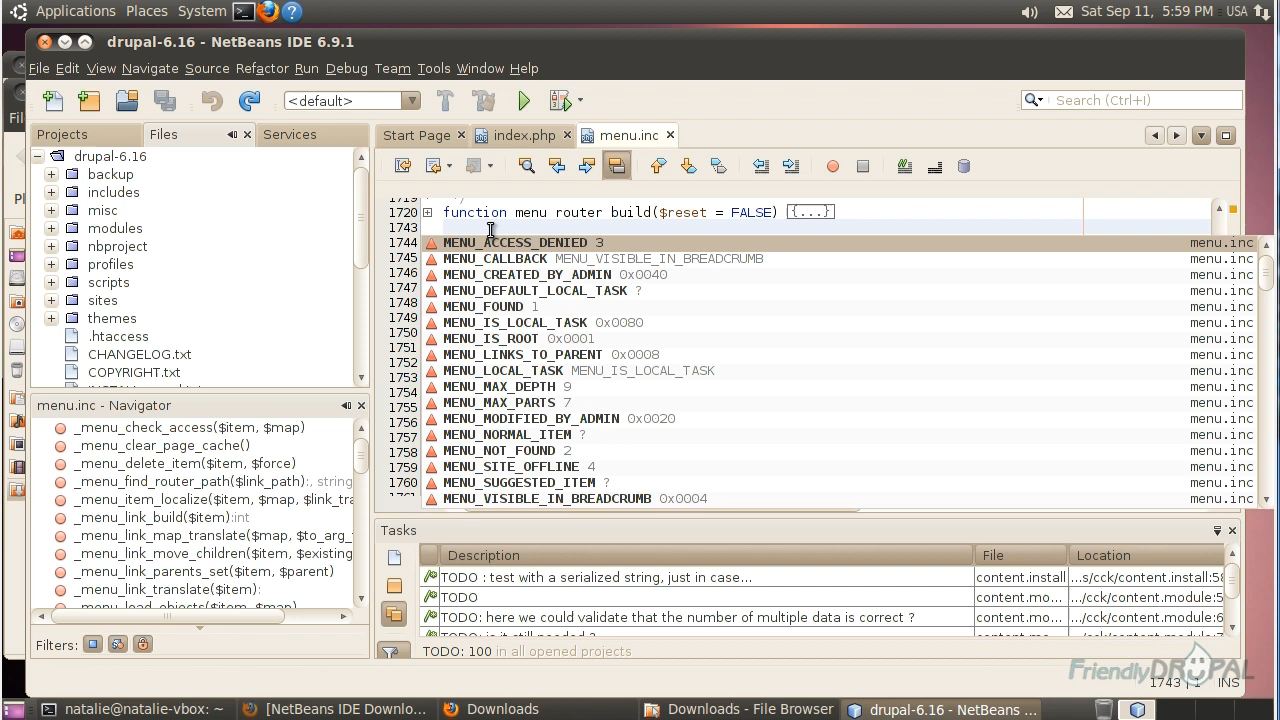 Applications Places System Sat Sep 11, 5:59 PM USA
drupal-6.16 - NetBeans IDE 6.9.1
File Edit View Navigate Source Refactor Run Debug Team Tools Window Help
<default> Search (Ctrl+I)
Projects Files Services
Start Page index.php menu.inc
drupal-6.16
backup
includes
misc
modules
nbproject
profiles
scripts
sites
themes
.htaccess
CHANGELOG.txt
COPYRIGHT.txt
1719
1720 function menu_router_build($reset = FALSE) {...}
1743
1744 MENU_ACCESS_DENIED 3 menu.inc
1745 MENU_CALLBACK MENU_VISIBLE_IN_BREADCRUMB menu.inc
1746 MENU_CREATED_BY_ADMIN 0x0040 menu.inc
1747 MENU_DEFAULT_LOCAL_TASK ? menu.inc
1748 MENU_FOUND 1 menu.inc
1749 MENU_IS_LOCAL_TASK 0x0080 menu.inc
1750 MENU_IS_ROOT 0x0001 menu.inc
1751 MENU_LINKS_TO_PARENT 0x0008 menu.inc
1752 MENU_LOCAL_TASK MENU_IS_LOCAL_TASK menu.inc
1753 MENU_MAX_DEPTH 9 menu.inc
1754 MENU_MAX_PARTS 7 menu.inc
1755 MENU_MODIFIED_BY_ADMIN 0x0020 menu.inc
1756 MENU_NORMAL_ITEM ? menu.inc
1757 MENU_NOT_FOUND 2 menu.inc
1758 MENU_SITE_OFFLINE 4 menu.inc
1759 MENU_SUGGESTED_ITEM ? menu.inc
1760 MENU_VISIBLE_IN_BREADCRUMB 0x0004 menu.inc
1761
menu.inc - Navigator
_menu_check_access($item, $map)
_menu_clear_page_cache()
_menu_delete_item($item, $force)
_menu_find_router_path($link_path):, string
_menu_item_localize($item, $map, $link_tra
_menu_link_build($item):int
_menu_link_map_translate($map, $to_arg_
_menu_link_move_children($item, $existing
_menu_link_parents_set($item, $parent)
_menu_link_translate($item):
_menu_load_objects($item, $map)
Filters:
Tasks
Description File Location
TODO : test with a serialized string, just in case... content.install ...s/cck/content.install:58
TODO content.mo... .../cck/content.module:5
TODO: here we could validate that the number of multiple data is correct ? content.mo... .../cck/content.module:6
TODO: is it still needed ?
TODO: 100 in all opened projects
FriendlyDRUPAL
1743 | 1 INS
natalie@natalie-vbox: ~ [NetBeans IDE Downlo... Downloads Downloads - File Browser drupal-6.16 - NetBeans ...